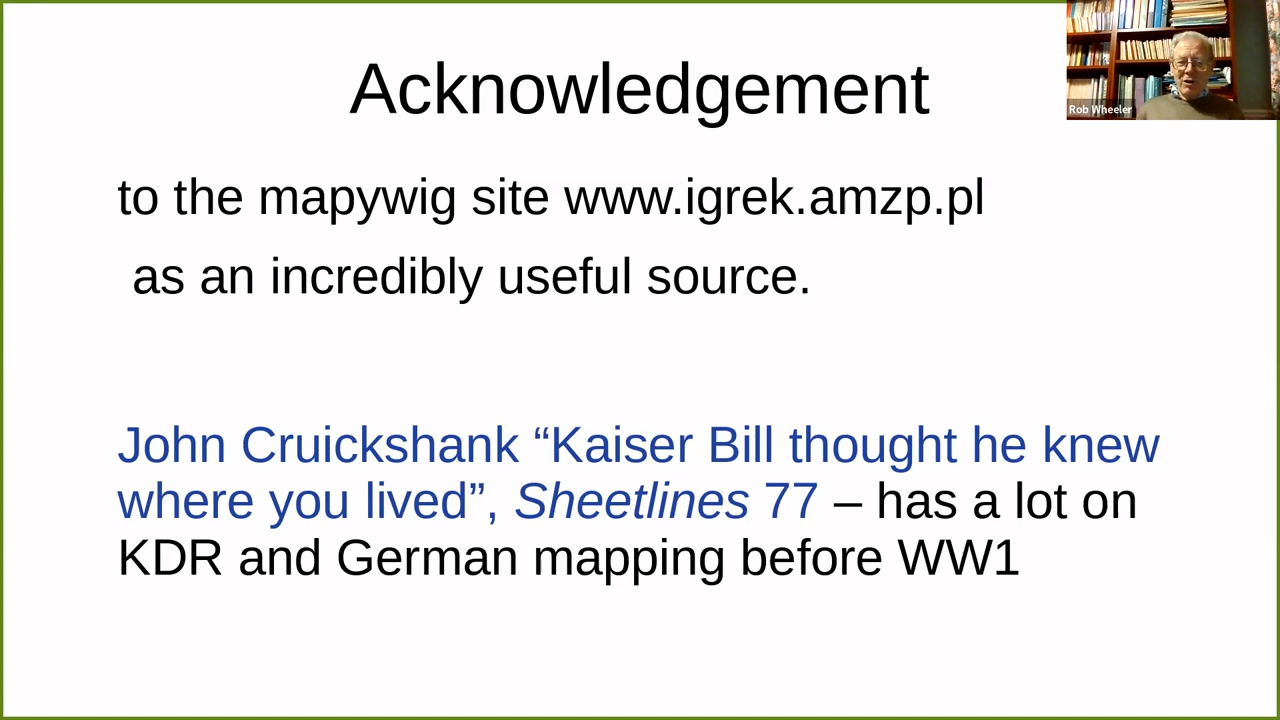 Acknowledgement
Rob Wheeler
to the mapywig site www.igrek.amzp.pl
as an incredibly useful source.
John Cruickshank “Kaiser Bill thought he knew
where you lived”, Sheetlines 77 – has a lot on
KDR and German mapping before WW1